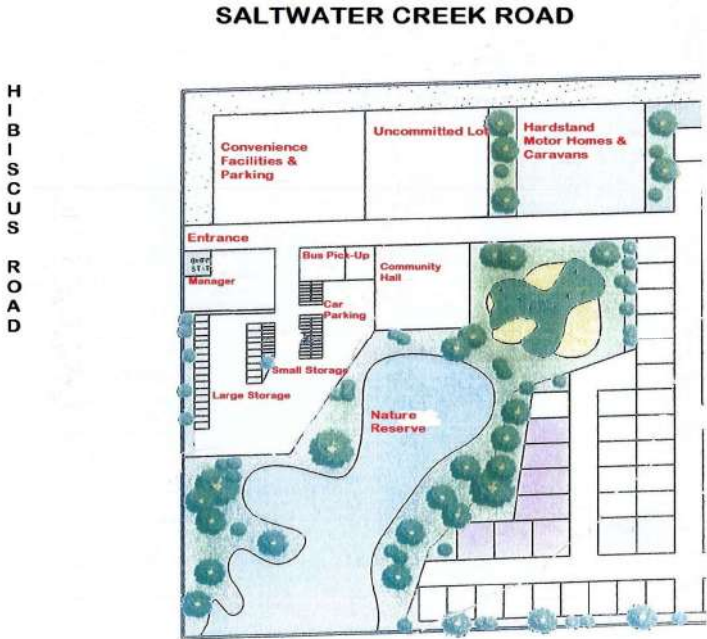 SALTWATER CREEK ROAD
HIBISCUS ROAD
Convenience
Facilities &
Parking
Uncommitted Lot
Hardstand
Motor Homes &
Caravans
Entrance
Manager
Bus Pick-Up
Community
Hall
Car
Parking
Small Storage
Large Storage
Nature
Reserve